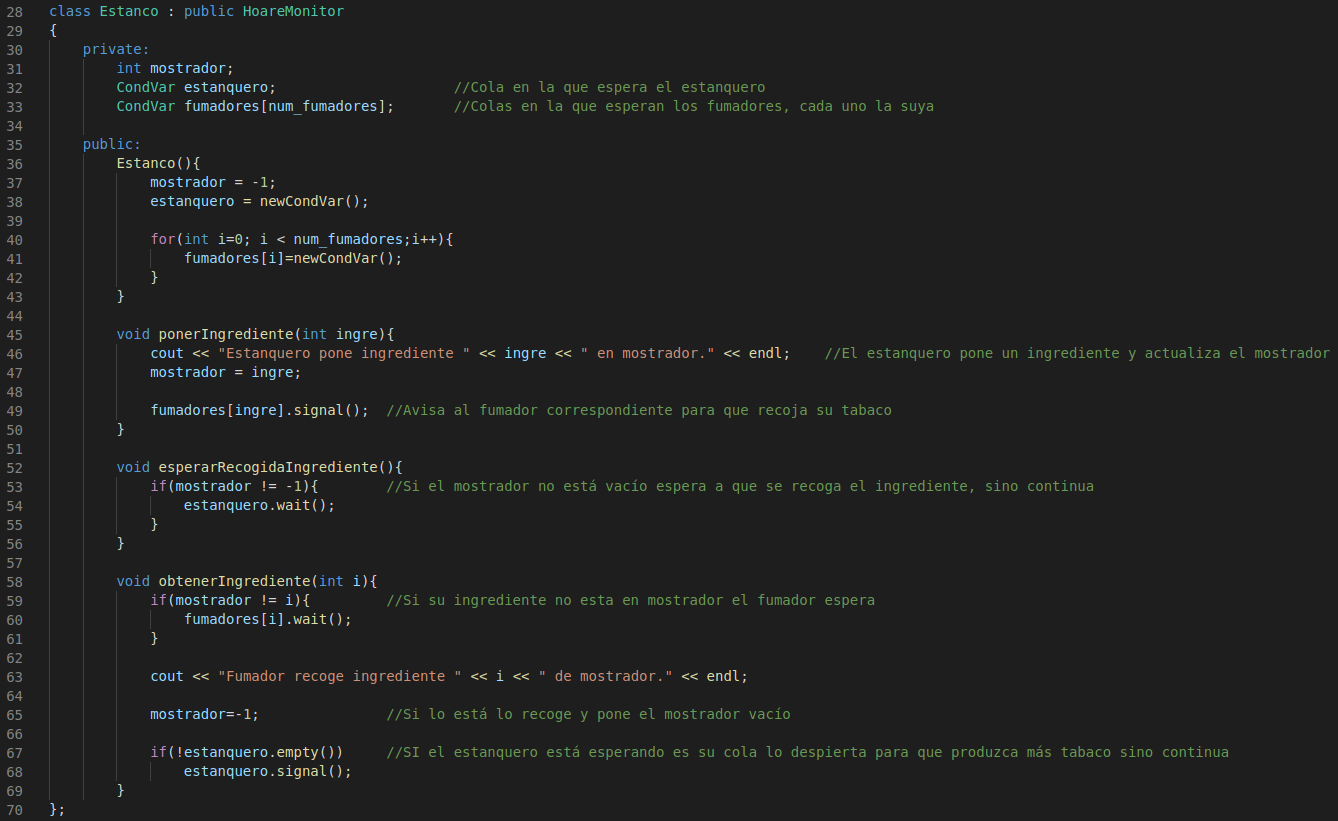 28 class Estanco : public HoareMonitor
29 {
30     private:
31         int mostrador;
32         CondVar estanquero;                     //Cola en la que espera el estanquero
33         CondVar fumadores[num_fumadores];       //Colas en la que esperan los fumadores, cada uno la suya
34
35     public:
36         Estanco(){
37             mostrador = -1;
38             estanquero = newCondVar();
39
40             for(int i=0; i < num_fumadores;i++){
41                 fumadores[i]=newCondVar();
42             }
43         }
44
45         void ponerIngrediente(int ingre){
46             cout << "Estanquero pone ingrediente " << ingre << " en mostrador." << endl;    //El estanquero pone un ingrediente y actualiza el mostrador
47             mostrador = ingre;
48
49             fumadores[ingre].signal();  //Avisa al fumador correspondiente para que recoja su tabaco
50         }
51
52         void esperarRecogidaIngrediente(){
53             if(mostrador != -1){        //Si el mostrador no está vacío espera a que se recoga el ingrediente, sino continua
54                 estanquero.wait();
55             }
56         }
57
58         void obtenerIngrediente(int i){
59             if(mostrador != i){         //Si su ingrediente no esta en mostrador el fumador espera
60                 fumadores[i].wait();
61             }
62
63             cout << "Fumador recoge ingrediente " << i << " de mostrador." << endl;
64
65             mostrador=-1;               //Si lo está lo recoge y pone el mostrador vacío
66
67             if(!estanquero.empty())     //SI el estanquero está esperando es su cola lo despierta para que produzca más tabaco sino continua
68                 estanquero.signal();
69         }
70 };